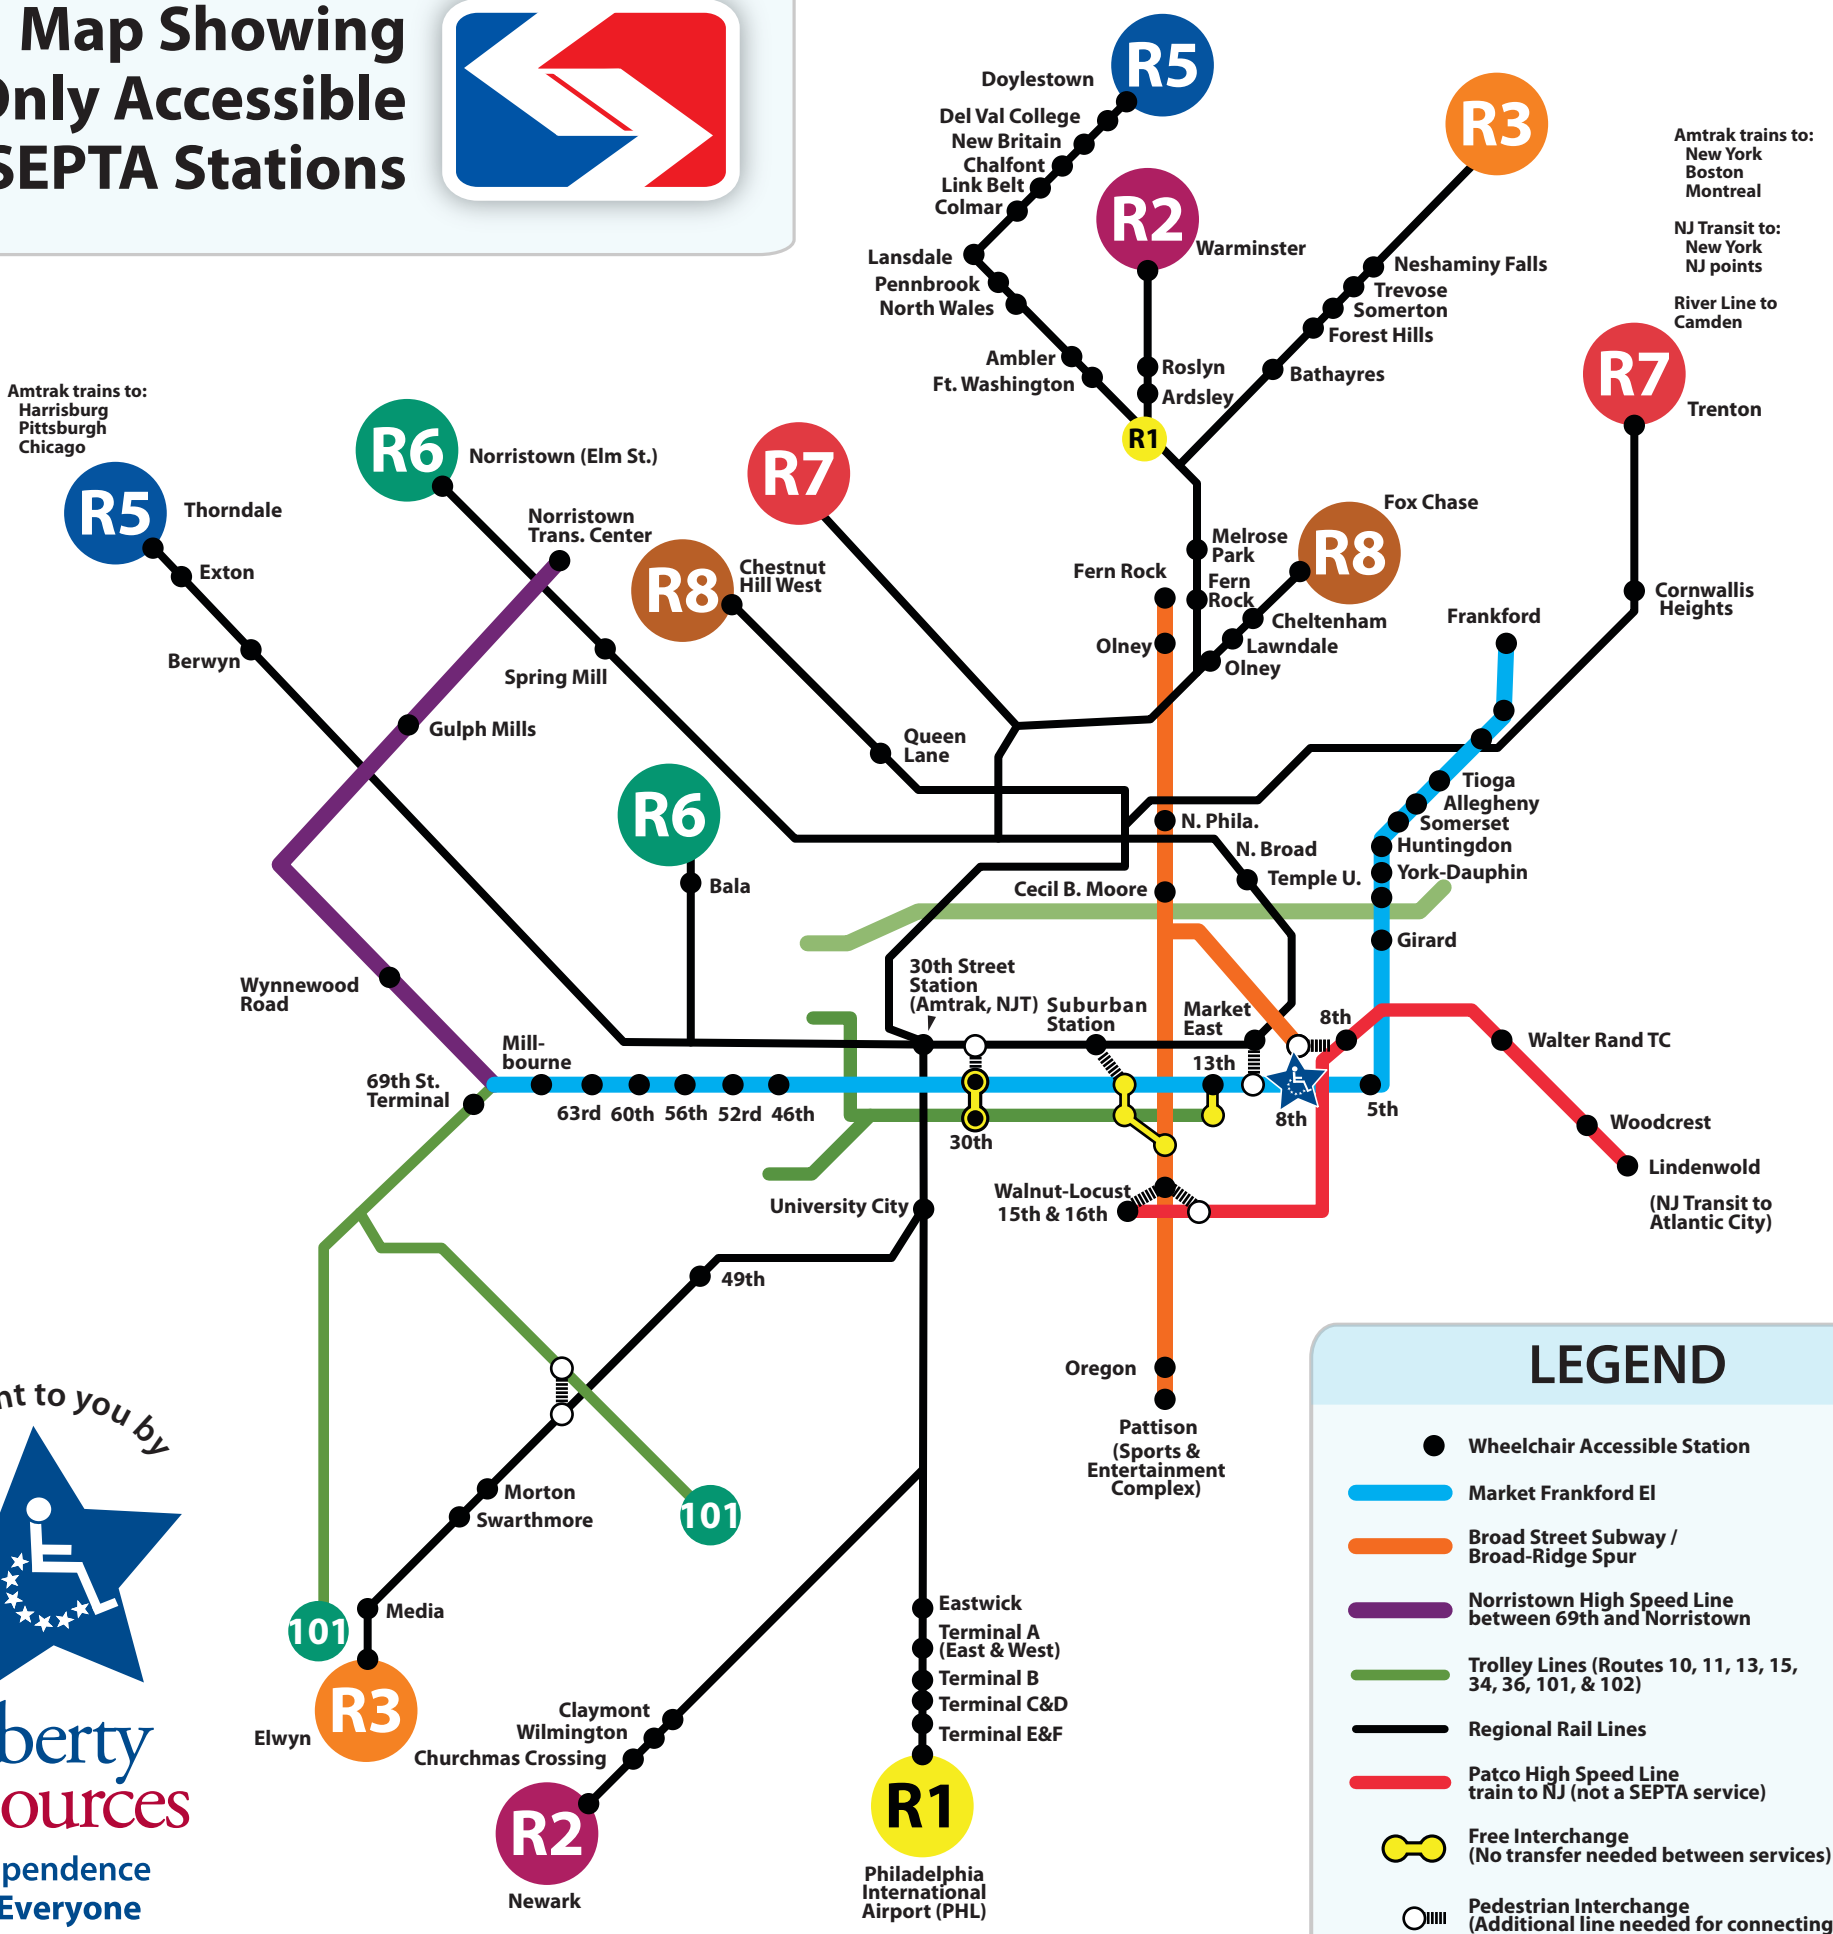 Map Showing
Only Accessible
SEPTA Stations
R5
Doylestown
Del Val College
New Britain
Chalfont
Link Belt
Colmar
Lansdale
Pennbrook
North Wales
Ambler
Ft. Washington
R2
Warminster
Roslyn
Ardsley
R1
R3
Neshaminy Falls
Trevose
Somerton
Forest Hills
Bathayres
Amtrak trains to:
New York
Boston
Montreal
NJ Transit to:
New York
NJ points
River Line to
Camden
R7
Trenton
Cornwallis
Heights
Amtrak trains to:
Harrisburg
Pittsburgh
Chicago
R5
Thorndale
Exton
Berwyn
R6
Norristown (Elm St.)
Norristown
Trans. Center
Spring Mill
Gulph Mills
R8
Chestnut
Hill West
R7
Queen
Lane
Melrose
Park
Fern Rock
Fern
Rock
Olney
R8
Fox Chase
Cheltenham
Lawndale
Olney
Frankford
Tioga
Allegheny
Somerset
Huntingdon
York-Dauphin
Girard
R6
Bala
N. Phila.
N. Broad
Temple U.
Cecil B. Moore
Wynnewood
Road
30th Street
Station
(Amtrak, NJT)
Suburban
Station
Market
East
8th
Walter Rand TC
Mill-
bourne
69th St.
Terminal
63rd
60th
56th
52rd
46th
30th
13th
8th
5th
Woodcrest
Lindenwold
(NJ Transit to
Atlantic City)
University City
Walnut-Locust
15th & 16th
49th
Oregon
Pattison
(Sports &
Entertainment
Complex)
Morton
Swarthmore
101
Media
101
R3
Elwyn
Eastwick
Terminal A
(East & West)
Terminal B
Terminal C&D
Terminal E&F
R1
Philadelphia
International
Airport (PHL)
Claymont
Wilmington
Churchmas Crossing
R2
Newark
nt to you by
berty
ources
pendence
Everyone
LEGEND
Wheelchair Accessible Station
Market Frankford El
Broad Street Subway /
Broad-Ridge Spur
Norristown High Speed Line
between 69th and Norristown
Trolley Lines (Routes 10, 11, 13, 15,
34, 36, 101, & 102)
Regional Rail Lines
Patco High Speed Line
train to NJ (not a SEPTA service)
Free Interchange
(No transfer needed between services)
Pedestrian Interchange
(Additional line needed for connecting